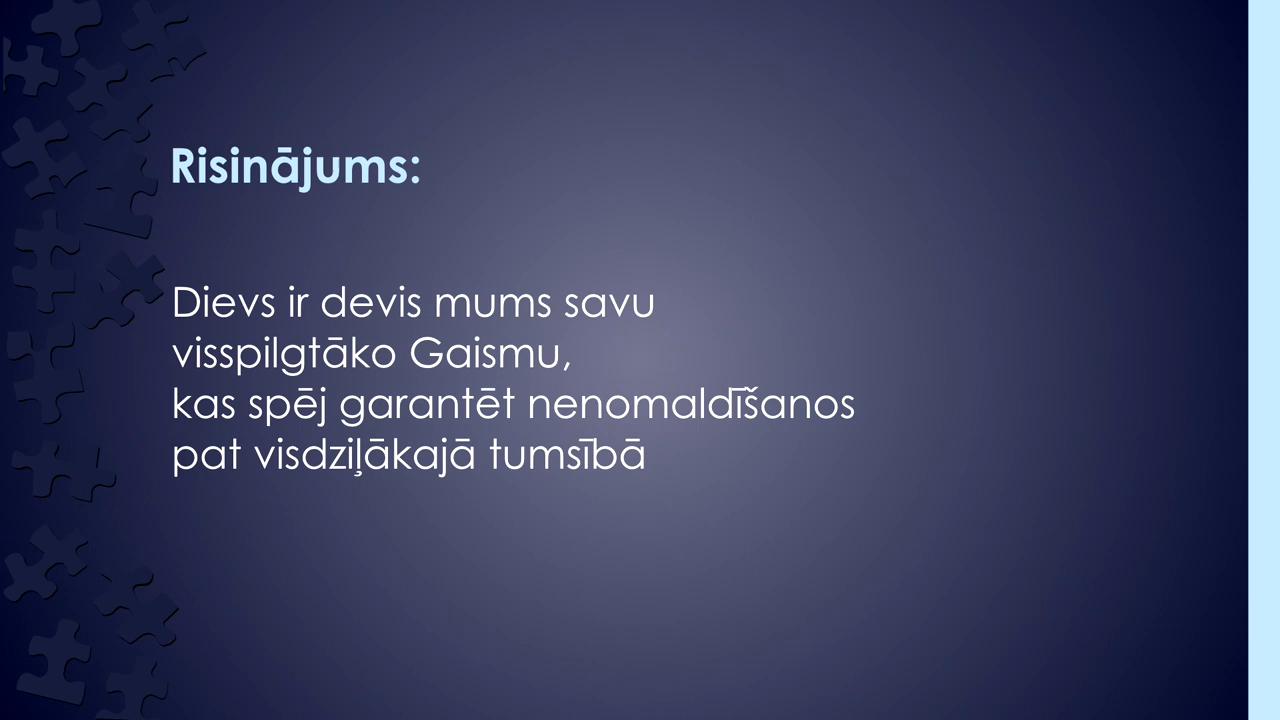 Risinājums:
Dievs ir devis mums savu
visspilgtāko Gaismu,
kas spēj garantēt nenomaldīšanos
pat visdziļākajā tumsībā